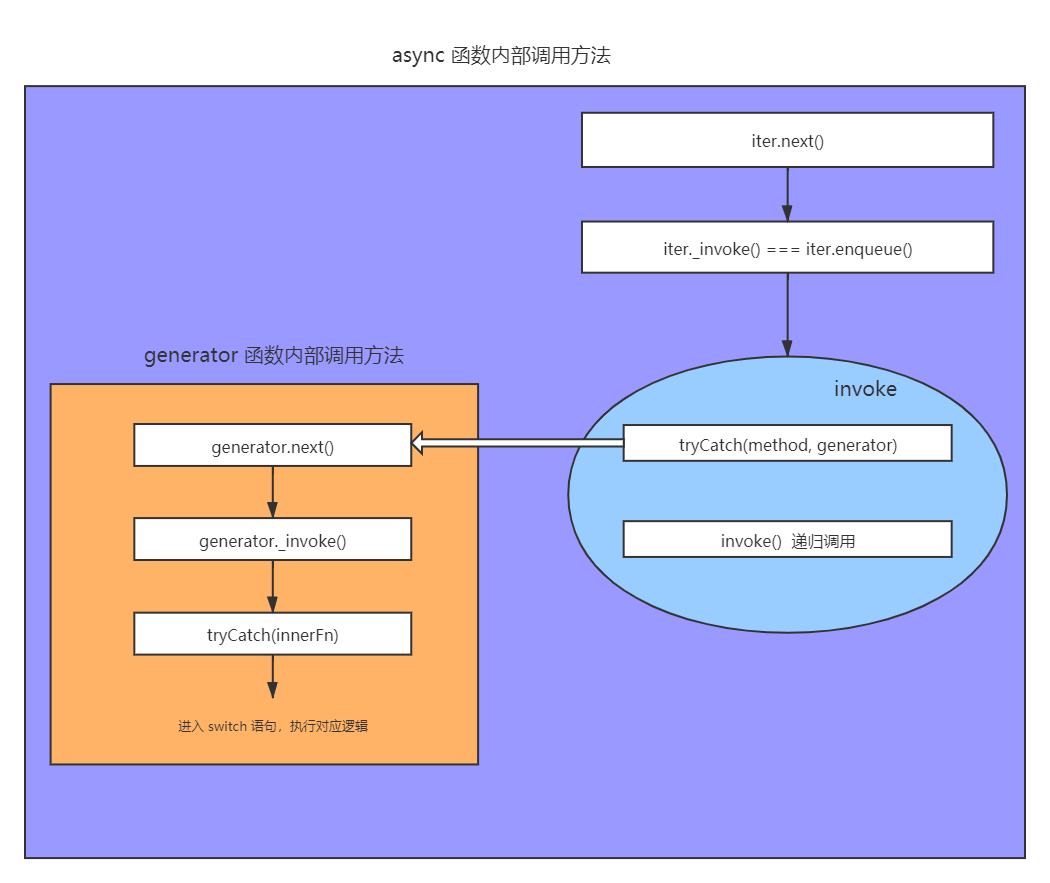 async 函数内部调用方法
iter.next()
iter._invoke() === iter.enqueue()
invoke
tryCatch(method, generator)
invoke() 递归调用
generator 函数内部调用方法
generator.next()
generator._invoke()
tryCatch(innerFn)
进入 switch 语句，执行对应逻辑